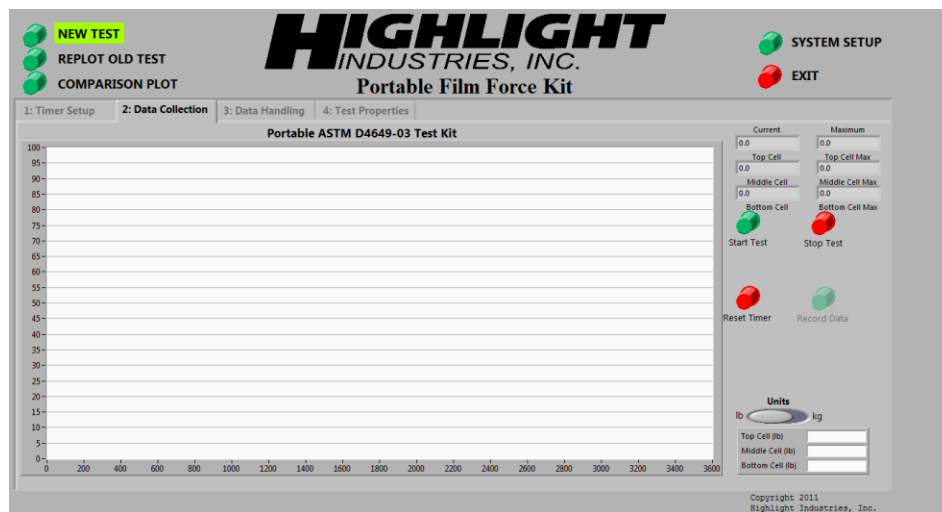 HIGHLIGHT
INDUSTRIES, INC.
Portable Film Force Kit
NEW TEST
REPLOT OLD TEST
COMPARISON PLOT
SYSTEM SETUP
EXIT
1: Timer Setup 2: Data Collection 3: Data Handling 4: Test Properties
Portable ASTM D4649-03 Test Kit
100
95
90
85
80
75
70
65
60
55
50
45
40
35
30
25
20
15
10
5
0
0 200 400 600 800 1000 1200 1400 1600 1800 2000 2200 2400 2600 2800 3000 3200 3400 3600
Current Maximum
0.0 0.0
Top Cell Top Cell Max
0.0 0.0
Middle Cell Middle Cell Max
0.0 0.0
Bottom Cell Bottom Cell Max
Start Test Stop Test
Reset Timer Record Data
Units
lb kg
Top Cell (lb)
Middle Cell (lb)
Bottom Cell (lb)
Copyright 2011
Highlight Industries, Inc.